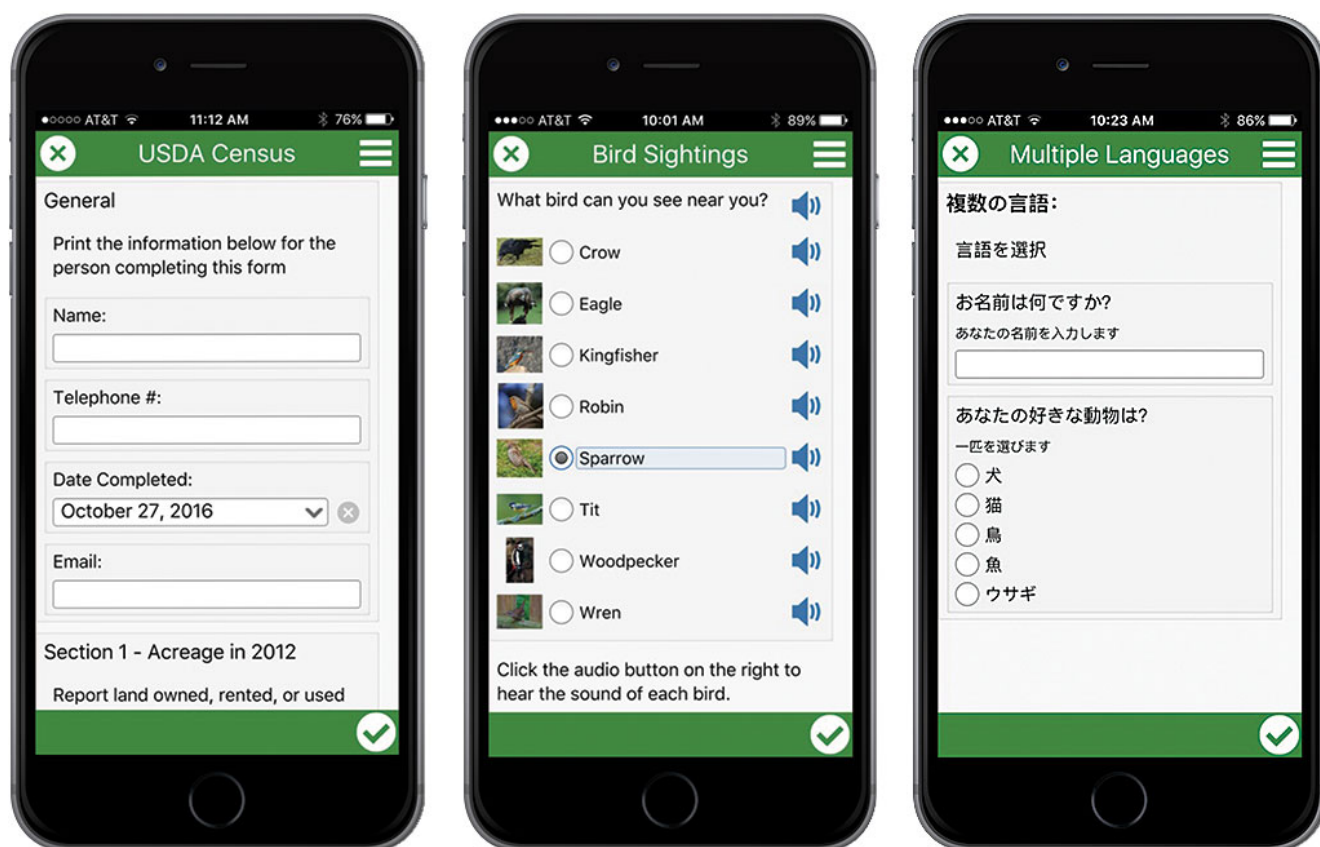 AT&T 11:12 AM 76%
USDA Census
General
Print the information below for the
person completing this form
Name:
Telephone #:
Date Completed:
October 27, 2016
Email:
Section 1 - Acreage in 2012
Report land owned, rented, or used
AT&T 10:01 AM 89%
Bird Sightings
What bird can you see near you?
Crow
Eagle
Kingfisher
Robin
Sparrow
Tit
Woodpecker
Wren
Click the audio button on the right to
hear the sound of each bird.
AT&T 10:23 AM 86%
Multiple Languages
複数の言語:
言語を選択
お名前は何ですか?
あなたの名前を入力します
あなたの好きな動物は?
一匹を選びます
犬
猫
鳥
魚
ウサギ